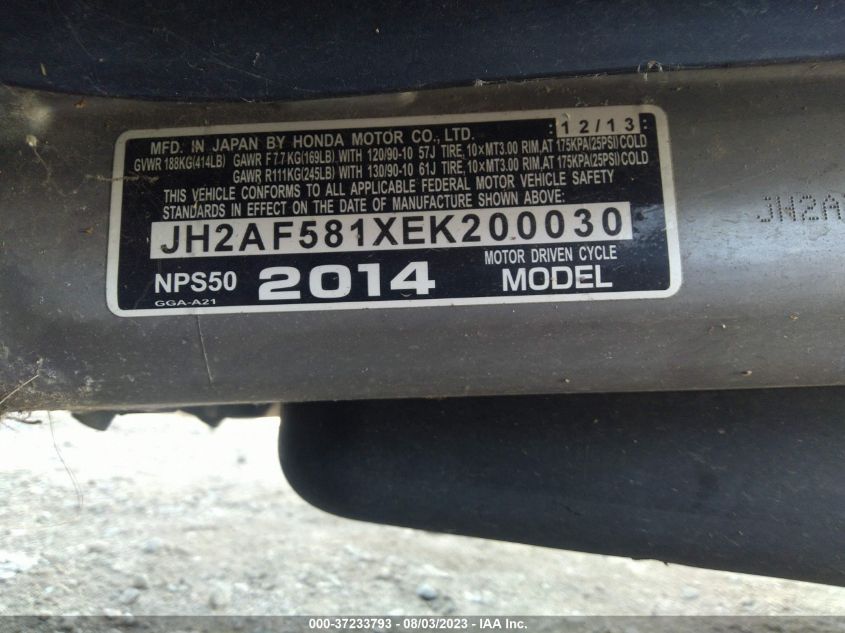 12/13
MFD. IN JAPAN BY HONDA MOTOR CO., LTD.
GVWR 188KG(414LB) GAWR F7.7KG(169LB) WITH 120/90-10 57J TIRE, 10×MT3.00 RIM, AT 175KPA(25PSI) COLD
GAWR R111KG(245LB) WITH 130/90-10 61J TIRE, 10×MT3.00 RIM, AT 175KPA(25PSI) COLD
THIS VEHICLE CONFORMS TO ALL APPLICABLE FEDERAL MOTOR VEHICLE SAFETY
STANDARDS IN EFFECT ON THE DATE OF MANUFACTURE SHOWN ABOVE:
JH2AF581XEK200030
NPS50 2014 MOTOR DRIVEN CYCLE
MODEL
GGA-A21
JH2A
000-37233793 - 08/03/2023 - IAA Inc.